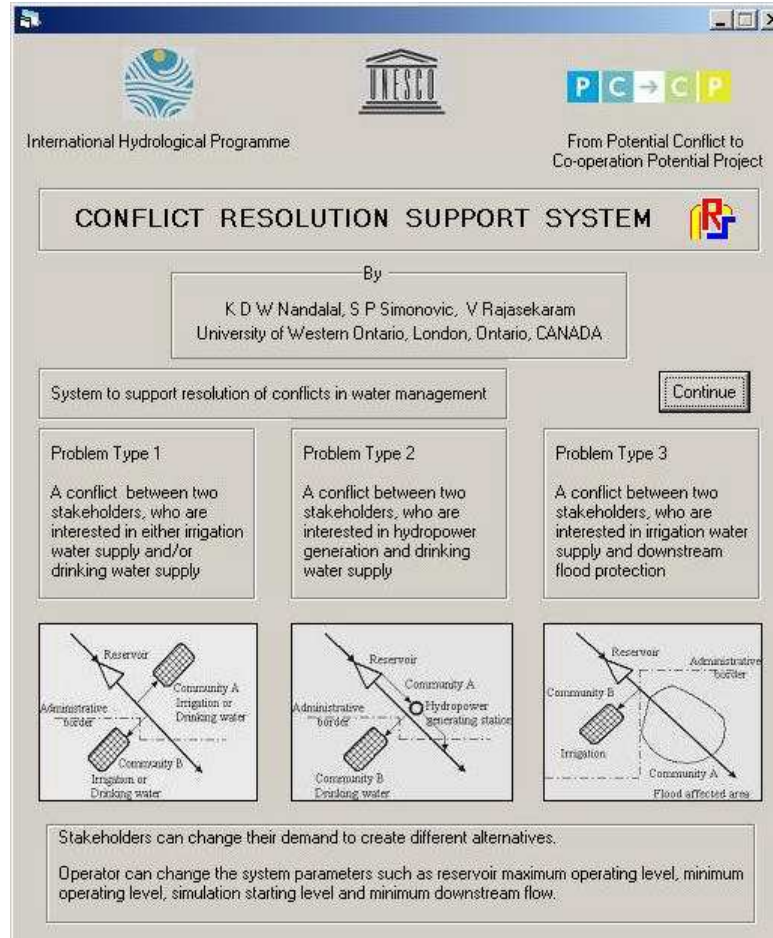 UNESCO
P C → C P
International Hydrological Programme
From Potential Conflict to
Co-operation Potential Project
CONFLICT RESOLUTION SUPPORT SYSTEM
By
K D W Nandalal, S P Simonovic, V Rajasekaram
University of Western Ontario, London, Ontario, CANADA
System to support resolution of conflicts in water management
Continue
Problem Type 1
A conflict between two
stakeholders, who are
interested in either irrigation
water supply and/or
drinking water supply
Problem Type 2
A conflict between two
stakeholders, who are
interested in hydropower
generation and drinking
water supply
Problem Type 3
A conflict between two
stakeholders, who are
interested in irrigation water
supply and downstream
flood protection
Reservoir
Community A
Irrigation or
Drinking water
Administrative
border
Community B
Irrigation or
Drinking water
Reservoir
Community A
Hydropower
generating station
Administrative
border
Community B
Drinking water
Reservoir
Administrative
border
Community B
Irrigation
Community A
Flood affected area
Stakeholders can change their demand to create different alternatives.
Operator can change the system parameters such as reservoir maximum operating level, minimum
operating level, simulation starting level and minimum downstream flow.